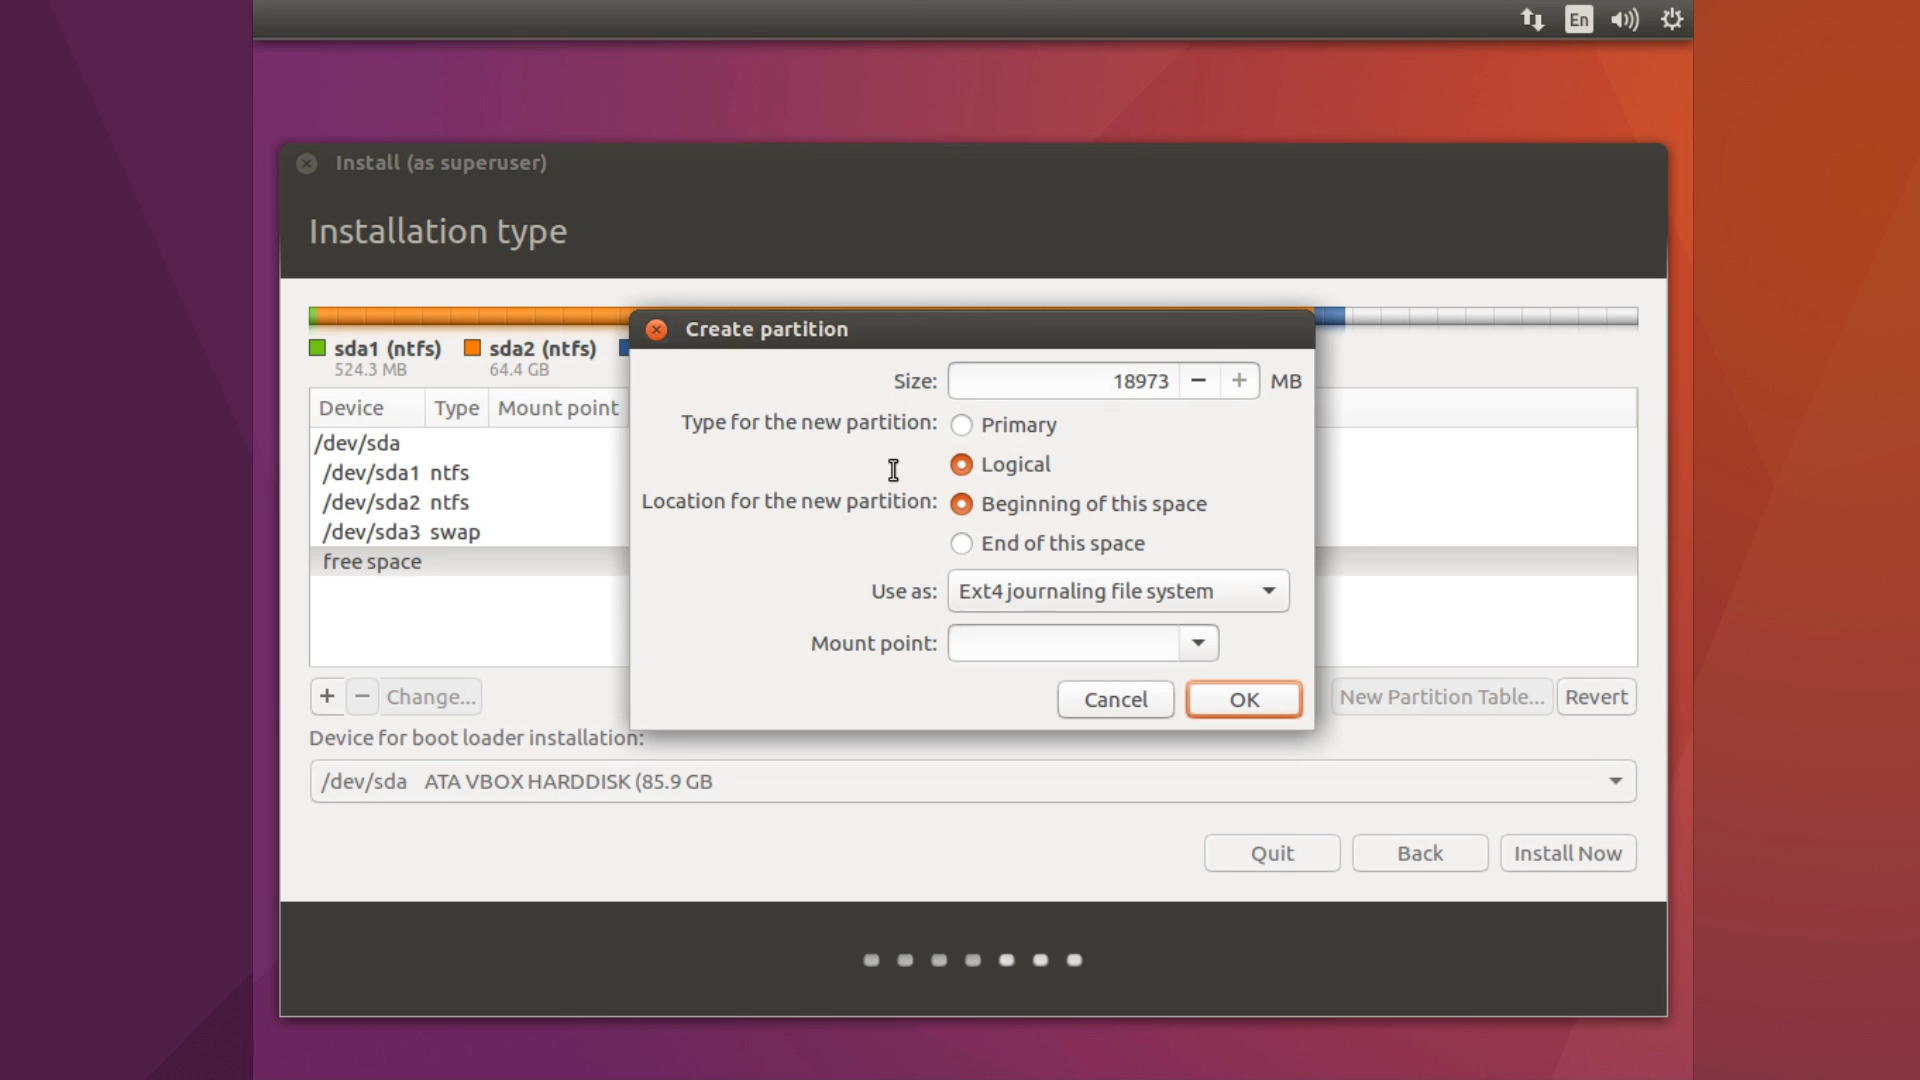 En
Install (as superuser)
Installation type
Create partition
sda1 (ntfs)
524.3 MB
sda2 (ntfs)
64.4 GB
Size: 18973 MB
Type for the new partition: Primary
Logical
Location for the new partition: Beginning of this space
End of this space
Use as: Ext4 journaling file system
Mount point:
Cancel OK
Device Type Mount point
/dev/sda
/dev/sda1 ntfs
/dev/sda2 ntfs
/dev/sda3 swap
free space
+ − Change... New Partition Table... Revert
Device for boot loader installation:
/dev/sda ATA VBOX HARDDISK (85.9 GB
Quit Back Install Now